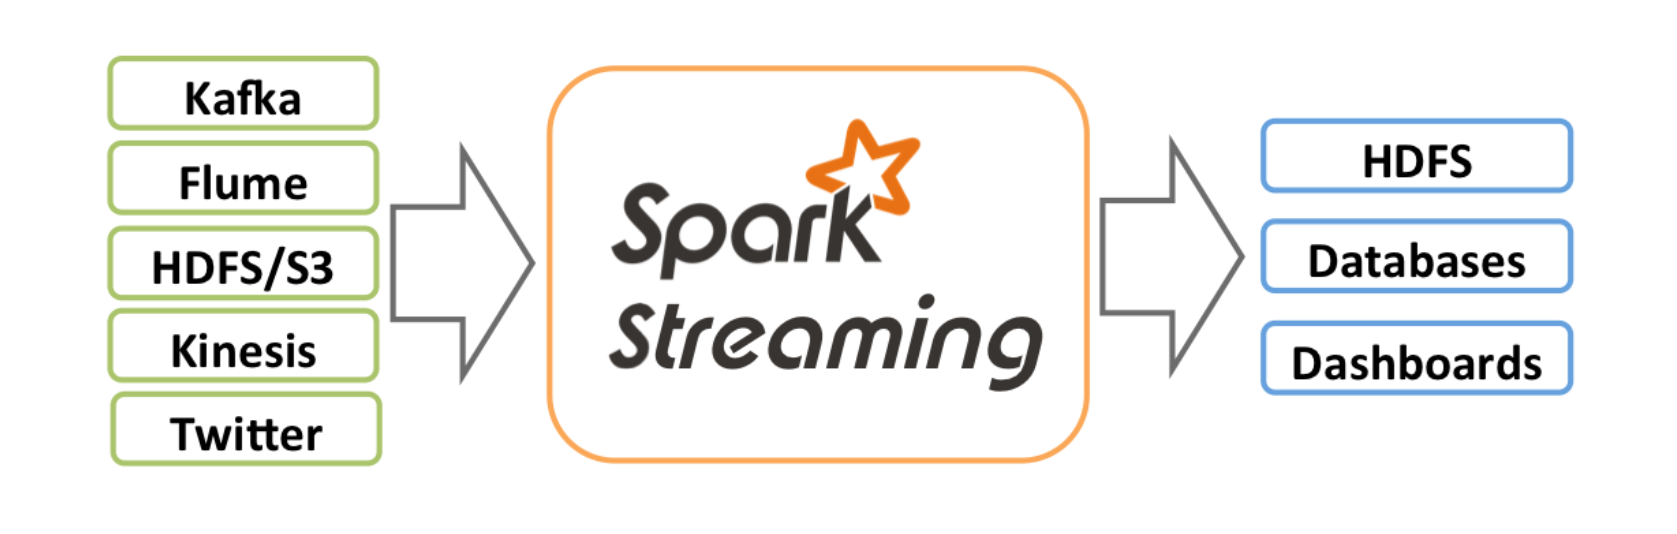 Kafka
Flume
HDFS/S3
Kinesis
Twitter
Spark
Streaming
HDFS
Databases
Dashboards